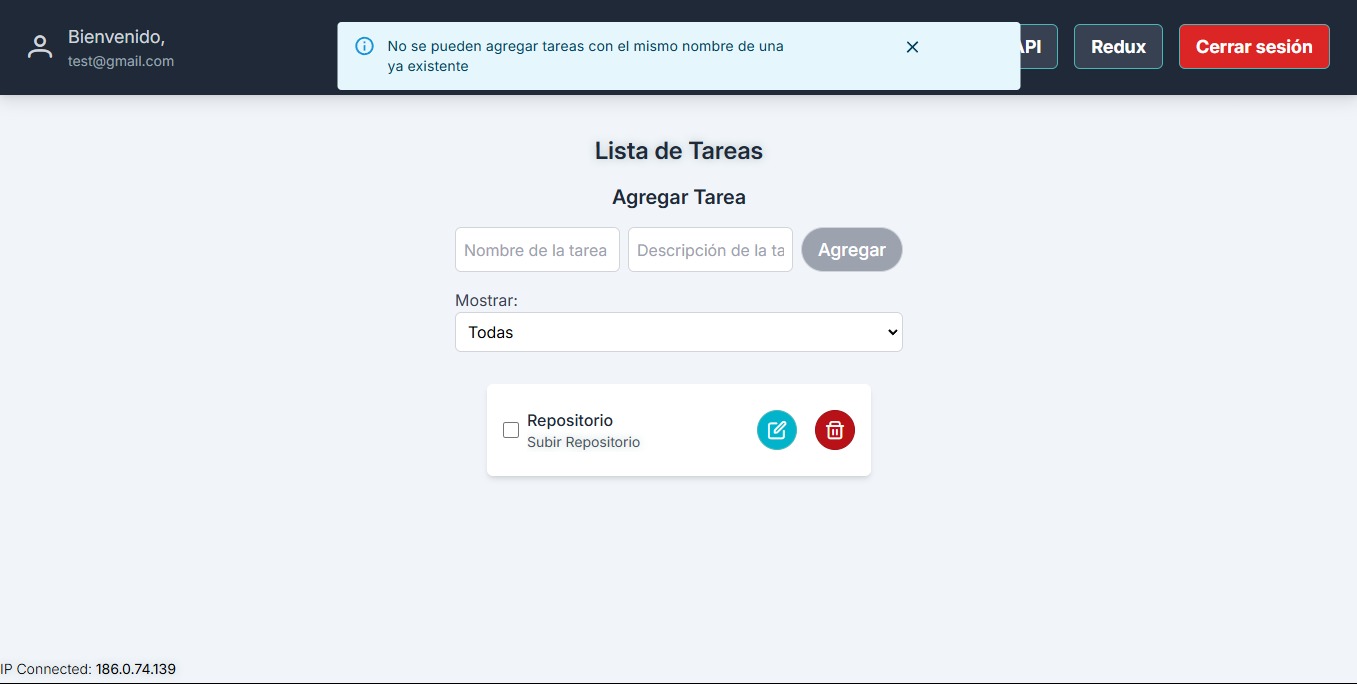 Bienvenido,
test@gmail.com
No se pueden agregar tareas con el mismo nombre de una
ya existente
Redux
Cerrar sesión
Lista de Tareas
Agregar Tarea
Nombre de la tarea
Descripción de la ta
Agregar
Mostrar:
Todas
Repositorio
Subir Repositorio
IP Connected: 186.0.74.139